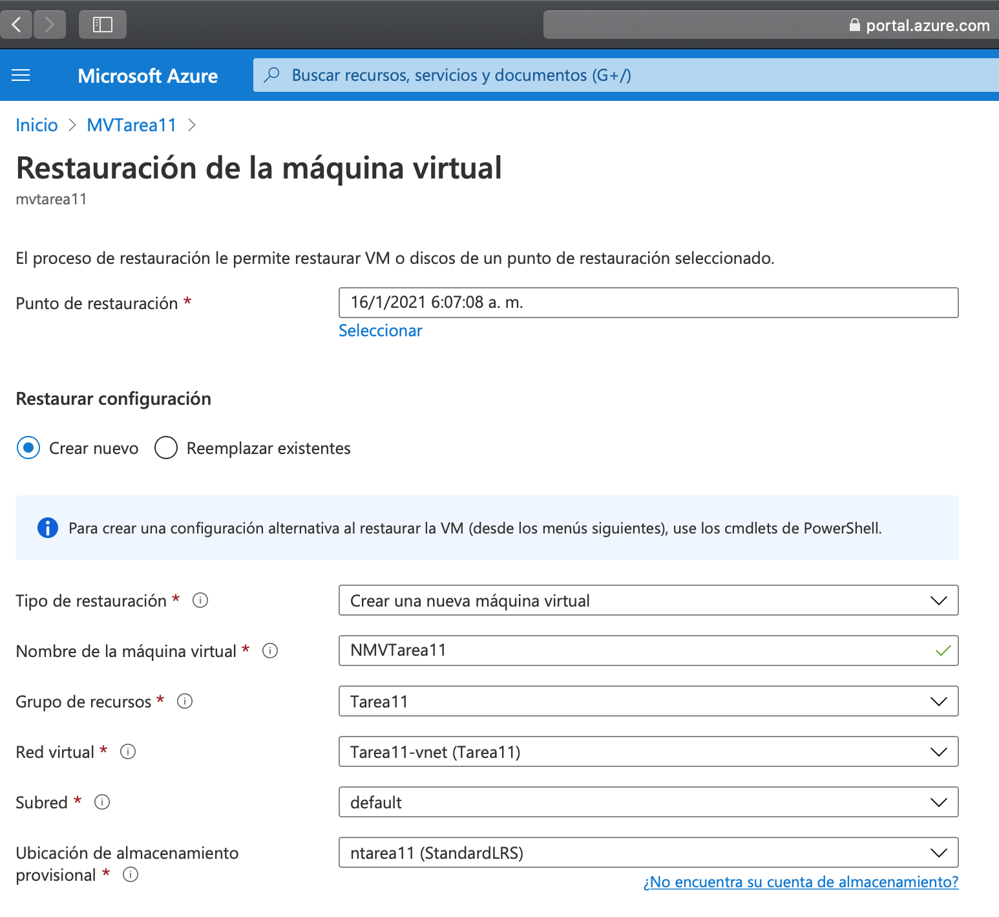 portal.azure.com
Microsoft Azure
Buscar recursos, servicios y documentos (G+/)
Inicio > MVTarea11 >
Restauración de la máquina virtual
mvtarea11
El proceso de restauración le permite restaurar VM o discos de un punto de restauración seleccionado.
Punto de restauración * 16/1/2021 6:07:08 a. m.
Seleccionar
Restaurar configuración
Crear nuevo Reemplazar existentes
Para crear una configuración alternativa al restaurar la VM (desde los menús siguientes), use los cmdlets de PowerShell.
Tipo de restauración * Crear una nueva máquina virtual
Nombre de la máquina virtual * NMVTarea11
Grupo de recursos * Tarea11
Red virtual * Tarea11-vnet (Tarea11)
Subred * default
Ubicación de almacenamiento ntarea11 (StandardLRS)
provisional *
¿No encuentra su cuenta de almacenamiento?